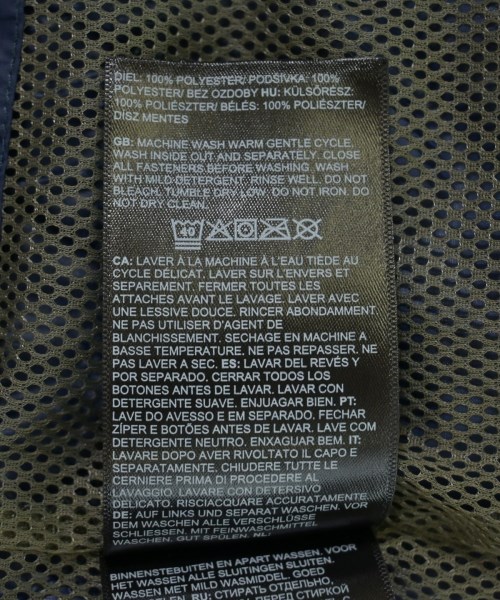 DIEL: 100% POLYESTER/ PODŠÍVKA: 100%
POLYESTER/ BEZ OZDOBY HU: KÜLSŐRÉSZ:
100% POLIÉSZTER/ BÉLÉS: 100% POLIÉSZTER/
DÍSZ MENTES
GB: MACHINE WASH WARM GENTLE CYCLE,
WASH INSIDE OUT AND SEPARATELY. CLOSE
ALL FASTENERS BEFORE WASHING. WASH
WITH MILD DETERGENT. RINSE WELL. DO NOT
BLEACH. TUMBLE DRY LOW. DO NOT IRON. DO
NOT DRY CLEAN.
40
CA: LAVER À LA MACHINE À L'EAU TIÈDE AU
CYCLE DÉLICAT. LAVER SUR L'ENVERS ET
SEPAREMENT. FERMER TOUTES LES
ATTACHES AVANT LE LAVAGE. LAVER AVEC
UNE LESSIVE DOUCE. RINCER ABONDAMMENT.
NE PAS UTILISER D'AGENT DE
BLANCHISSEMENT. SECHAGE EN MACHINE A
BASSE TEMPERATURE. NE PAS REPASSER. NE
PAS LAVER A SEC. ES: LAVAR DEL REVÉS Y
POR SEPARADO. CERRAR TODOS LOS
BOTONES ANTES DE LAVAR. LAVAR CON
DETERGENTE SUAVE. ENJUAGAR BIEN. PT:
LAVE DO AVESSO E EM SEPARADO. FECHAR
ZÍPER E BOTÕES ANTES DE LAVAR. LAVE COM
DETERGENTE NEUTRO. ENXAGUAR BEM. IT:
LAVARE DOPO AVER RIVOLTATO IL CAPO E
SEPARATAMENTE. CHIUDERE TUTTE LE
CERNIERE PRIMA DI PROCEDERE AL
LAVAGGIO. LAVARE CON DETERSIVO
DELICATO. RISCIACQUARE ACCURATAMENTE.
DE: AUF LINKS UND SEPARAT WASCHEN. VOR
DEM WASCHEN ALLE VERSCHLÜSSE
SCHLIESSEN. MIT FEINWASCHMITTEL
WASCHEN. GUT SPÜLEN. NL:
BINNENSTEBUITEN EN APART WASSEN. VOOR
HET WASSEN ALLE SLUITINGEN SLUITEN.
WASSEN MET MILD WASMIDDEL. GOED
RU: СТИРАТЬ ОТДЕЛЬНО,
ПЕРЕД СТИРКОЙ